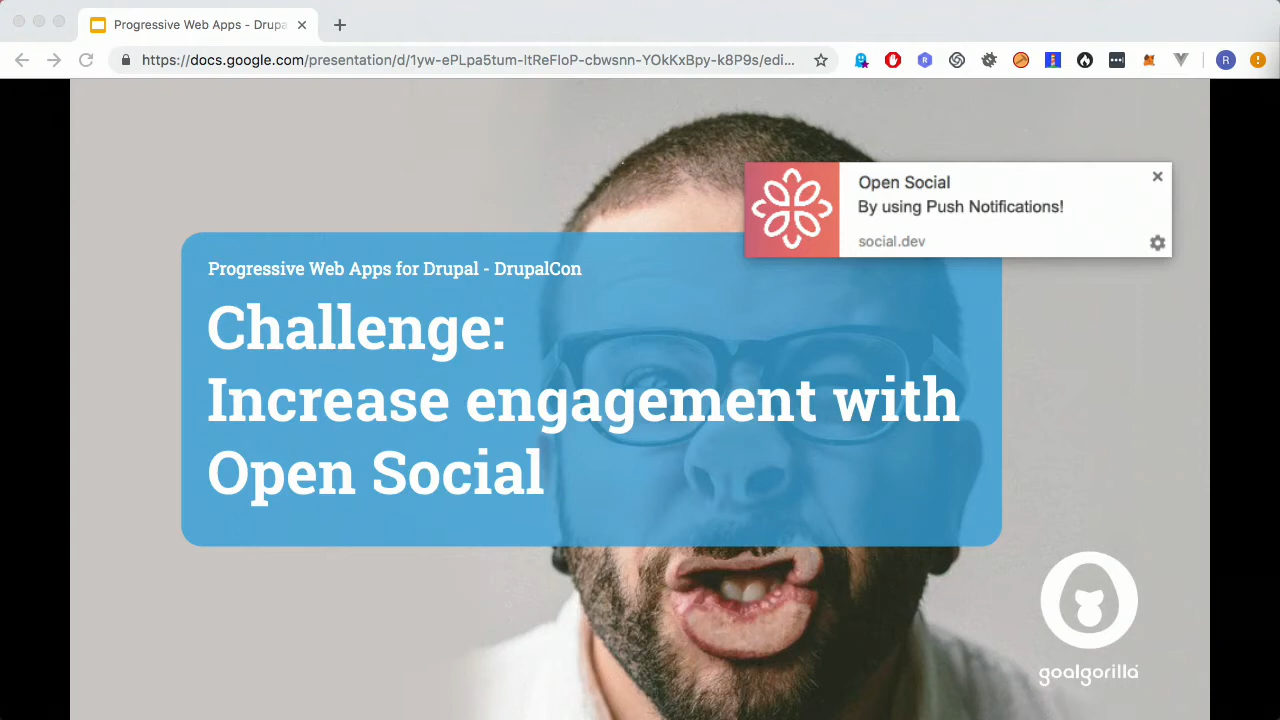 Progressive Web Apps - Drupa
https://docs.google.com/presentation/d/1yw-ePLpa5tum-ItReFIoP-cbwsnn-YOkKxBpy-k8P9s/edi...
R
R
Open Social
By using Push Notifications!
social.dev
Progressive Web Apps for Drupal - DrupalCon
Challenge:
Increase engagement with
Open Social
goalgorilla